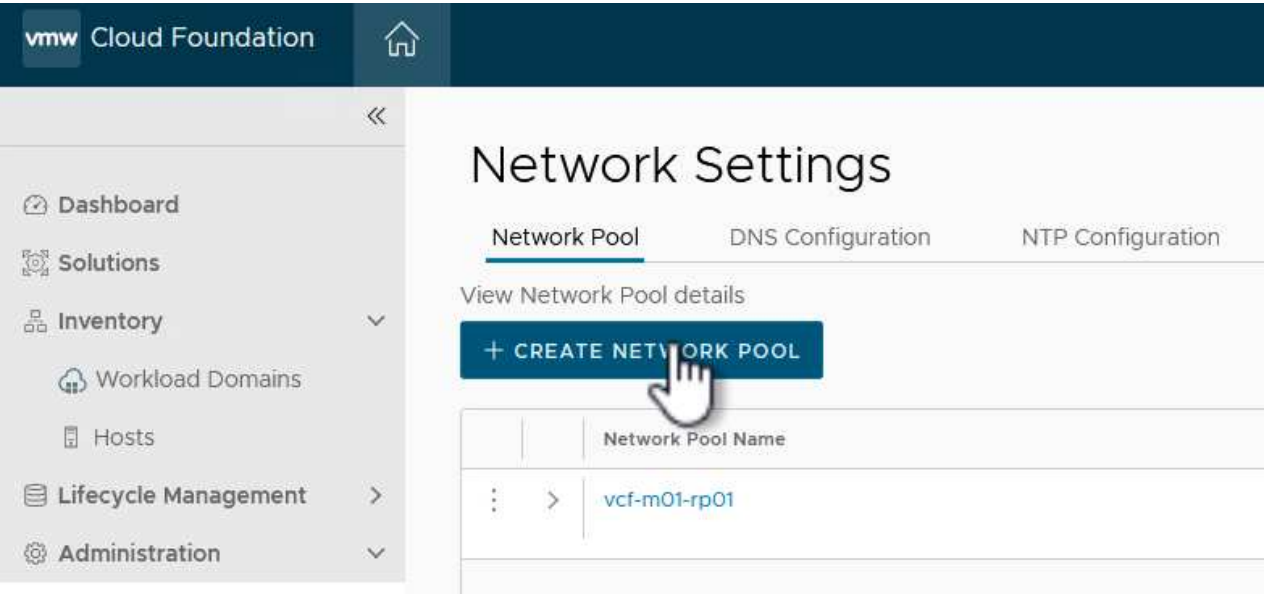 vmw Cloud Foundation
Network Settings
Dashboard
Network Pool DNS Configuration NTP Configuration
Solutions
View Network Pool details
Inventory
+ CREATE NETWORK POOL
Workload Domains
Hosts
Network Pool Name
Lifecycle Management
vcf-m01-rp01
Administration